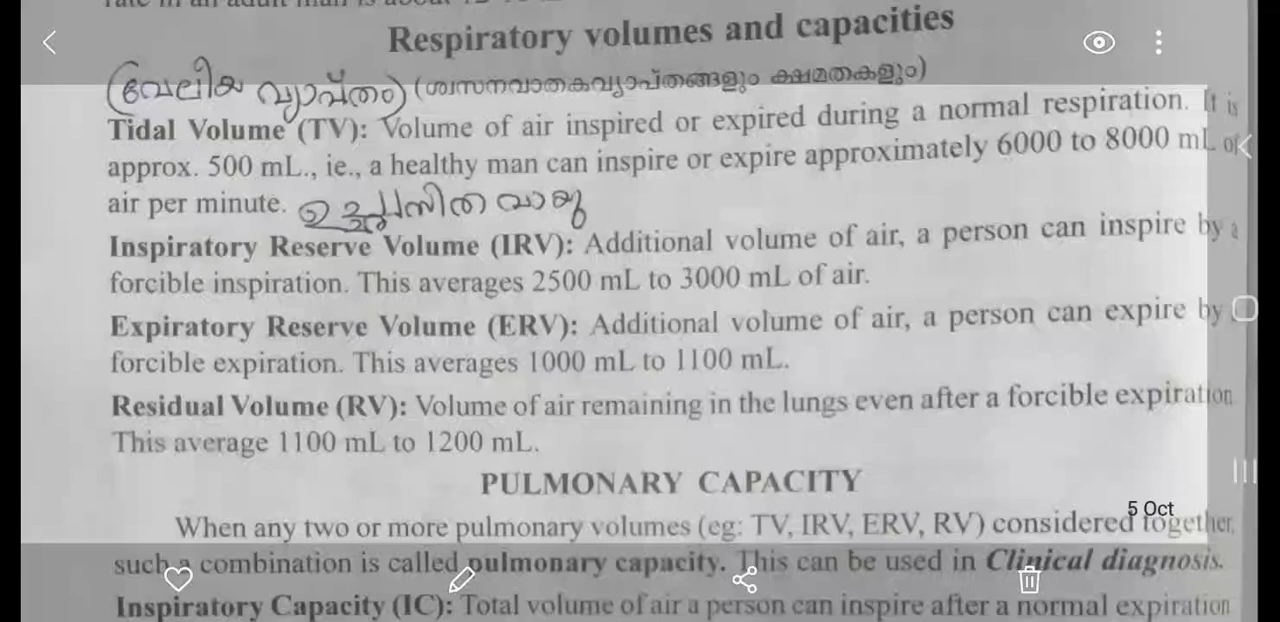 Respiratory volumes and capacities
(വേലിയ വ്യാപ്തം) (ശ്വസനവാതകവ്യാപ്തങ്ങളും ക്ഷമതകളും)
Tidal Volume (TV): Volume of air inspired or expired during a normal respiration. It is
approx. 500 mL., ie., a healthy man can inspire or expire approximately 6000 to 8000 mL of
air per minute. ഉച്ഛ്വസിത വായു
Inspiratory Reserve Volume (IRV): Additional volume of air, a person can inspire by a
forcible inspiration. This averages 2500 mL to 3000 mL of air.
Expiratory Reserve Volume (ERV): Additional volume of air, a person can expire by
forcible expiration. This averages 1000 mL to 1100 mL.
Residual Volume (RV): Volume of air remaining in the lungs even after a forcible expiration
This average 1100 mL to 1200 mL.
PULMONARY CAPACITY
5 Oct
When any two or more pulmonary volumes (eg: TV, IRV, ERV, RV) considered together,
such a combination is called pulmonary capacity. This can be used in Clinical diagnosis.
Inspiratory Capacity (IC): Total volume of air a person can inspire after a normal expiration